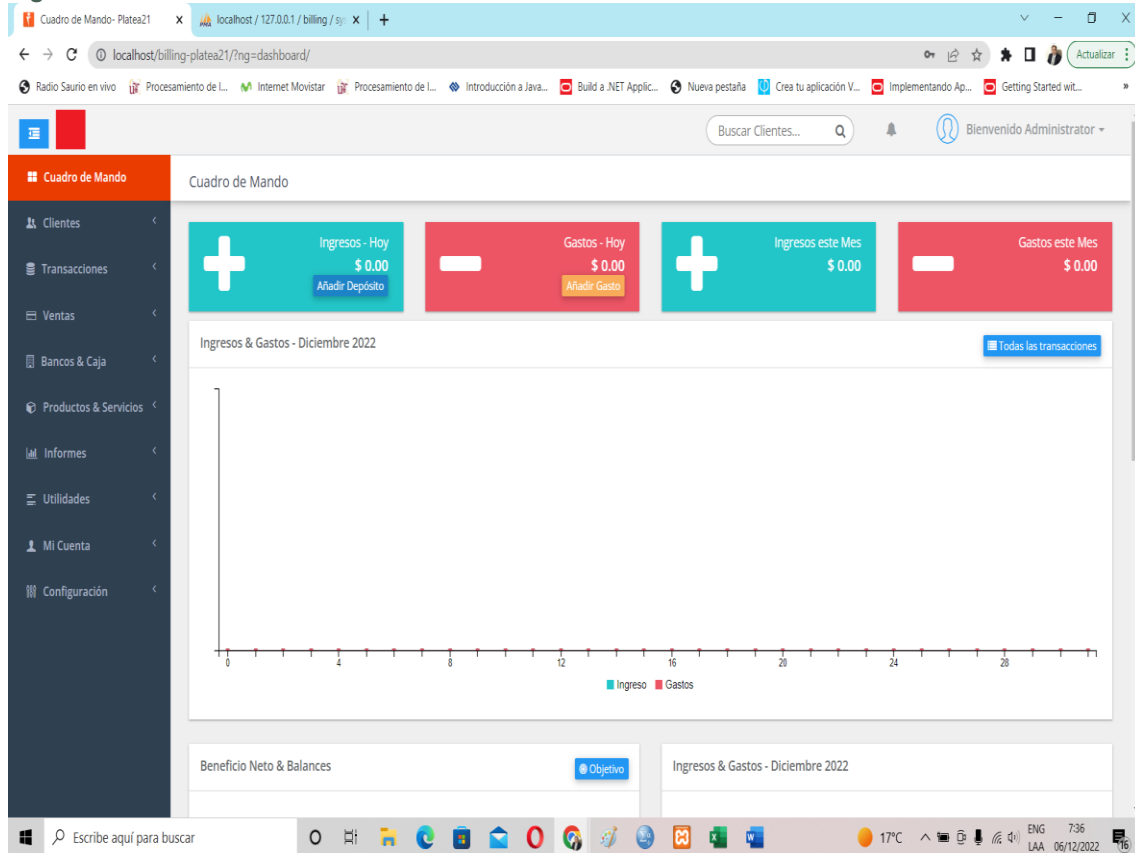 Cuadro de Mando- Platea21
localhost / 127.0.0.1 / billing / sy
localhost/billing-platea21/?ng=dashboard/
Actualizar
Radio Saurio en vivo
Procesamiento de l...
Internet Movistar
Procesamiento de l...
Introducción a Java...
Build a .NET Applic...
Nueva pestaña
Crea tu aplicación V...
Implementando Ap...
Getting Started wit...
»
Buscar Clientes...
Bienvenido Administrator
Cuadro de Mando
Clientes
Transacciones
Ventas
Bancos & Caja
Productos & Servicios
Informes
Utilidades
Mi Cuenta
Configuración
Cuadro de Mando
Ingresos - Hoy
$ 0.00
Añadir Depósito
Gastos - Hoy
$ 0.00
Añadir Gasto
Ingresos este Mes
$ 0.00
Gastos este Mes
$ 0.00
Ingresos & Gastos - Diciembre 2022
Todas las transacciones
0 4 8 12 16 20 24 28
Ingreso Gastos
Beneficio Neto & Balances
Objetivo
Ingresos & Gastos - Diciembre 2022
Escribe aquí para buscar
17°C
ENG
LAA
7:36
06/12/2022
16